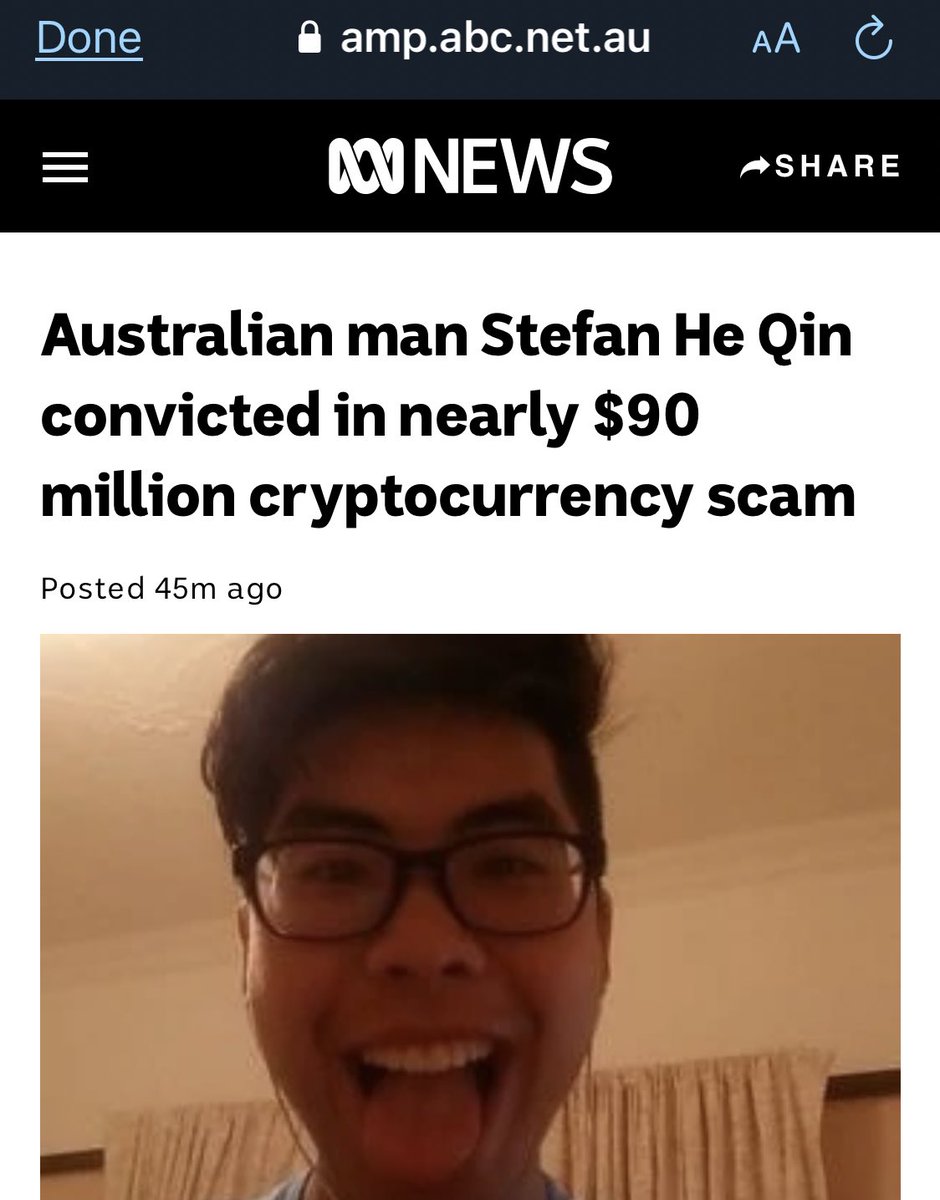 Done amp.abc.net.au AA
NEWS SHARE
Australian man Stefan He Qin
convicted in nearly $90
million cryptocurrency scam
Posted 45m ago